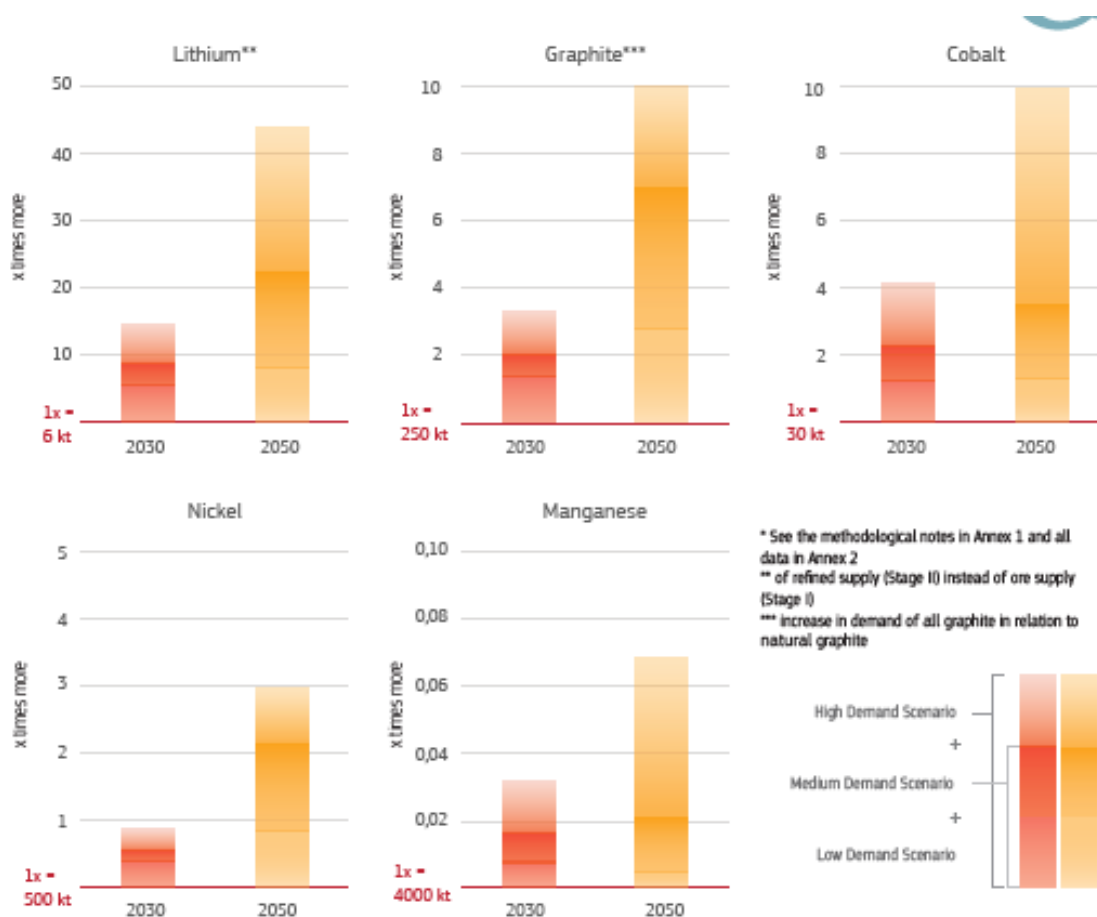 Lithium**
50
40
30
20
10
x times more
1x =
6 kt
2030
2050
Graphite***
10
8
6
4
2
x times more
1x =
250 kt
2030
2050
Cobalt
10
8
6
4
2
x times more
1x =
30 kt
2030
2050
Nickel
5
4
3
2
1
x times more
1x =
500 kt
2030
2050
Manganese
0,10
0,08
0,06
0,04
0,02
x times more
1x =
4000 kt
2030
2050
* See the methodological notes in Annex 1 and all
data in Annex 2
** of refined supply (Stage II) instead of ore supply
(Stage I)
*** increase in demand of all graphite in relation to
natural graphite
High Demand Scenario
+
Medium Demand Scenario
+
Low Demand Scenario